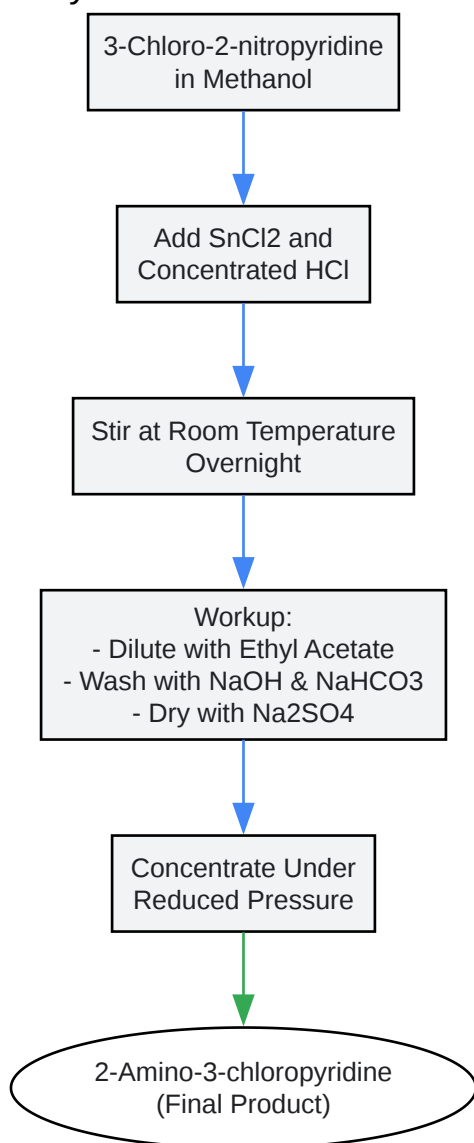 3-Chloro-2-nitropyridine
in Methanol
Add SnCl2 and
Concentrated HCl
Stir at Room Temperature
Overnight
Workup:
- Dilute with Ethyl Acetate
- Wash with NaOH & NaHCO3
- Dry with Na2SO4
Concentrate Under
Reduced Pressure
2-Amino-3-chloropyridine
(Final Product)